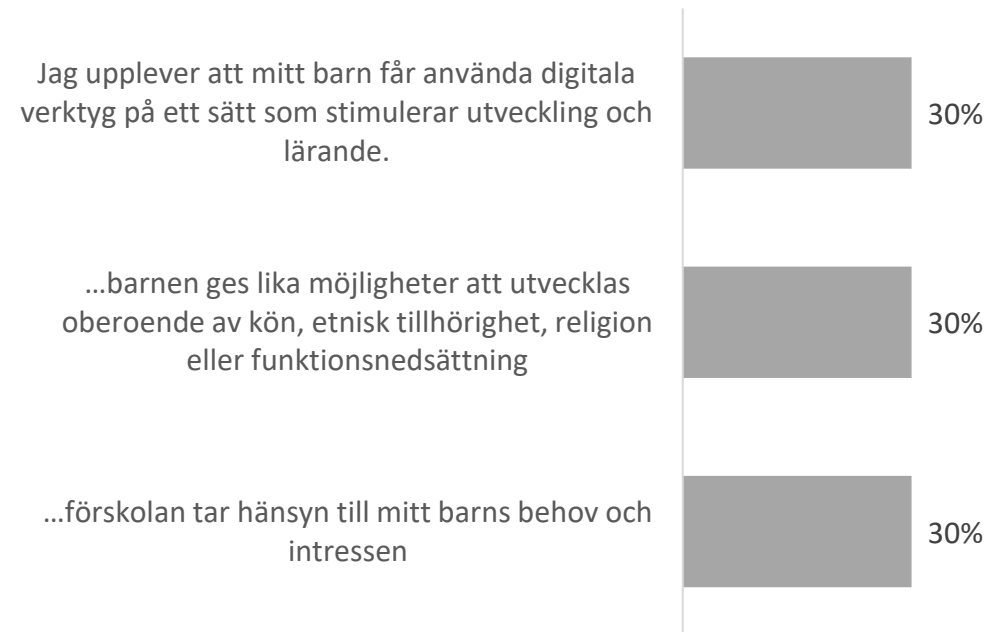 Jag upplever att mitt barn får använda digitala
verktyg på ett sätt som stimulerar utveckling och
lärande.
30%
…barnen ges lika möjligheter att utvecklas
oberoende av kön, etnisk tillhörighet, religion
eller funktionsnedsättning
30%
…förskolan tar hänsyn till mitt barns behov och
intressen
30%